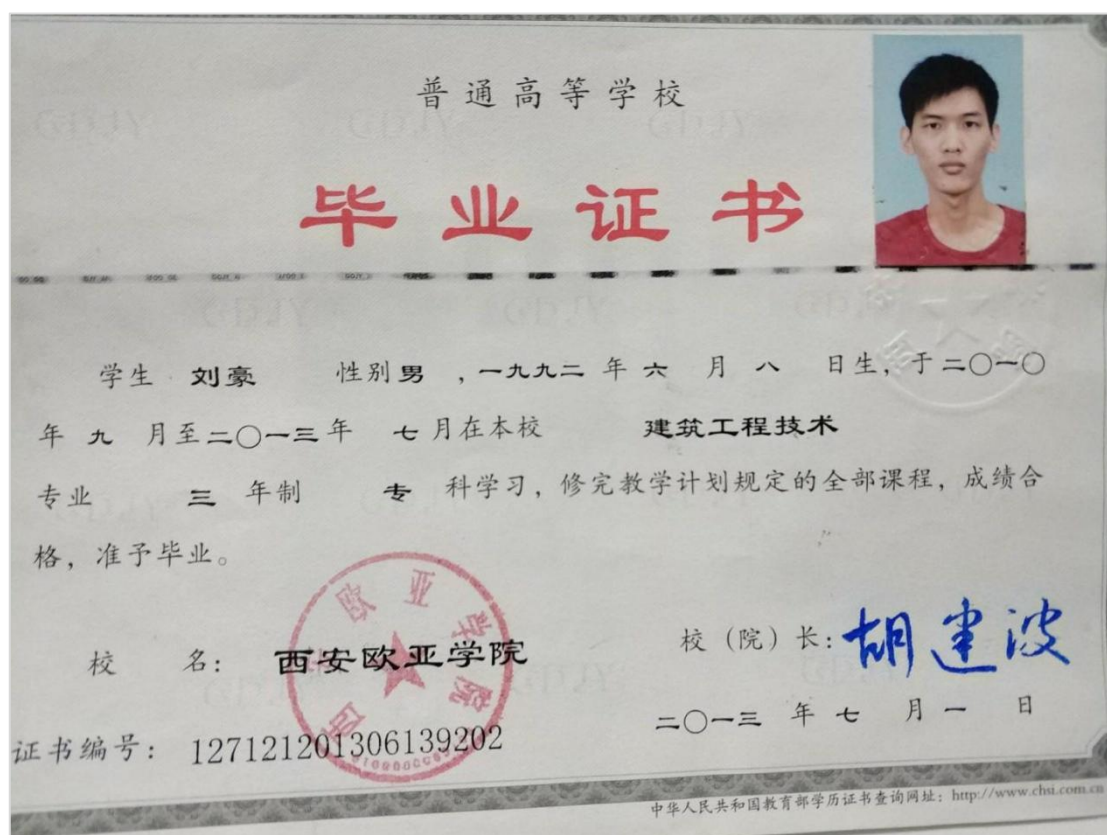 普通高等学校
毕业证书
学生 刘豪 性别 男 ，一九九二 年 六 月 八 日生，于 二〇一〇
年 九 月至 二〇一三 年 七 月在本校 建筑工程技术
专业 三 年制 专 科学习，修完教学计划规定的全部课程，成绩合
格，准予毕业。
西安欧亚学院
校 名： 西安欧亚学院
校（院）长：胡建波
二〇一三 年 七 月 一 日
证书编号：127121201306139202
中华人民共和国教育部学历证书查询网址：http://www.chsi.com.cn